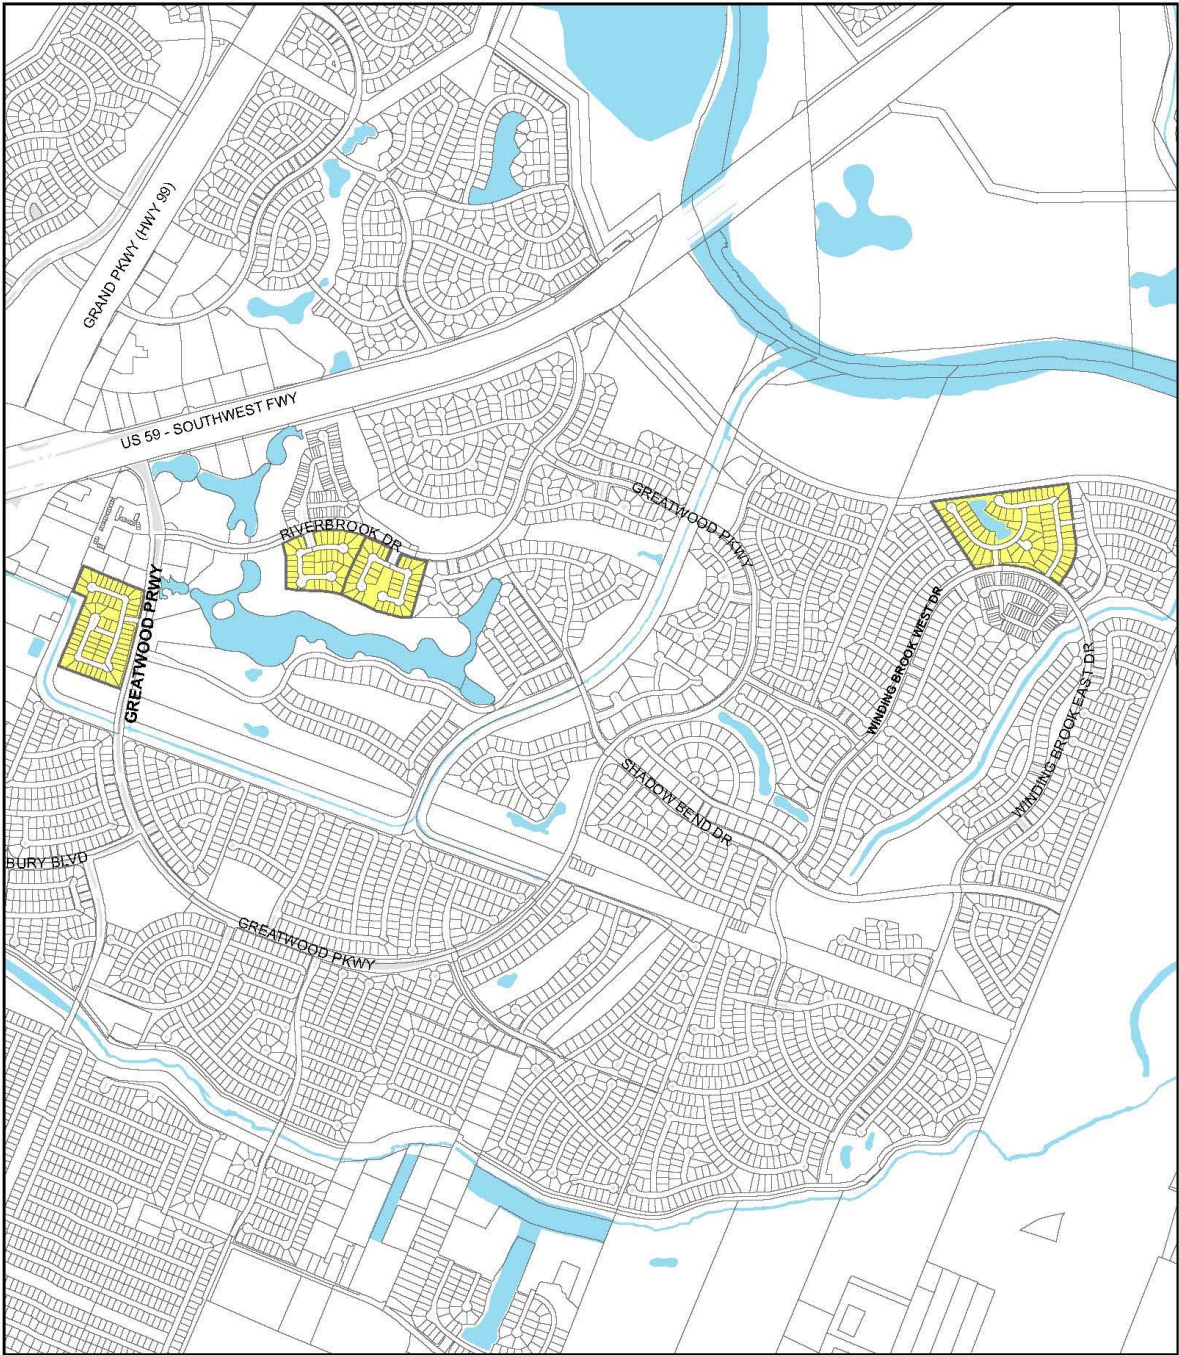 GRAND PKWY (HWY 99)
US 59 - SOUTHWEST FWY
GREATWOOD PKWY
RIVERBROOK DR
GREATWOOD PRWY
WINDING BROOK WEST DR
WINDING BROOK EAST DR
SHADOW BEND DR
BURY BLVD
GREATWOOD PKWY